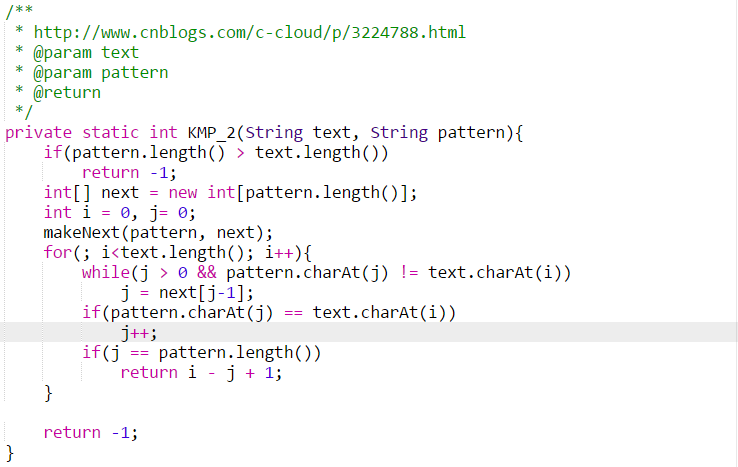 /**
 * http://www.cnblogs.com/c-cloud/p/3224788.html
 * @param text
 * @param pattern
 * @return
 */
private static int KMP_2(String text, String pattern){
    if(pattern.length() > text.length())
        return -1;
    int[] next = new int[pattern.length()];
    int i = 0, j= 0;
    makeNext(pattern, next);
    for(; i<text.length(); i++){
        while(j > 0 && pattern.charAt(j) != text.charAt(i))
            j = next[j-1];
        if(pattern.charAt(j) == text.charAt(i))
            j++;
        if(j == pattern.length())
            return i - j + 1;
    }

    return -1;
}